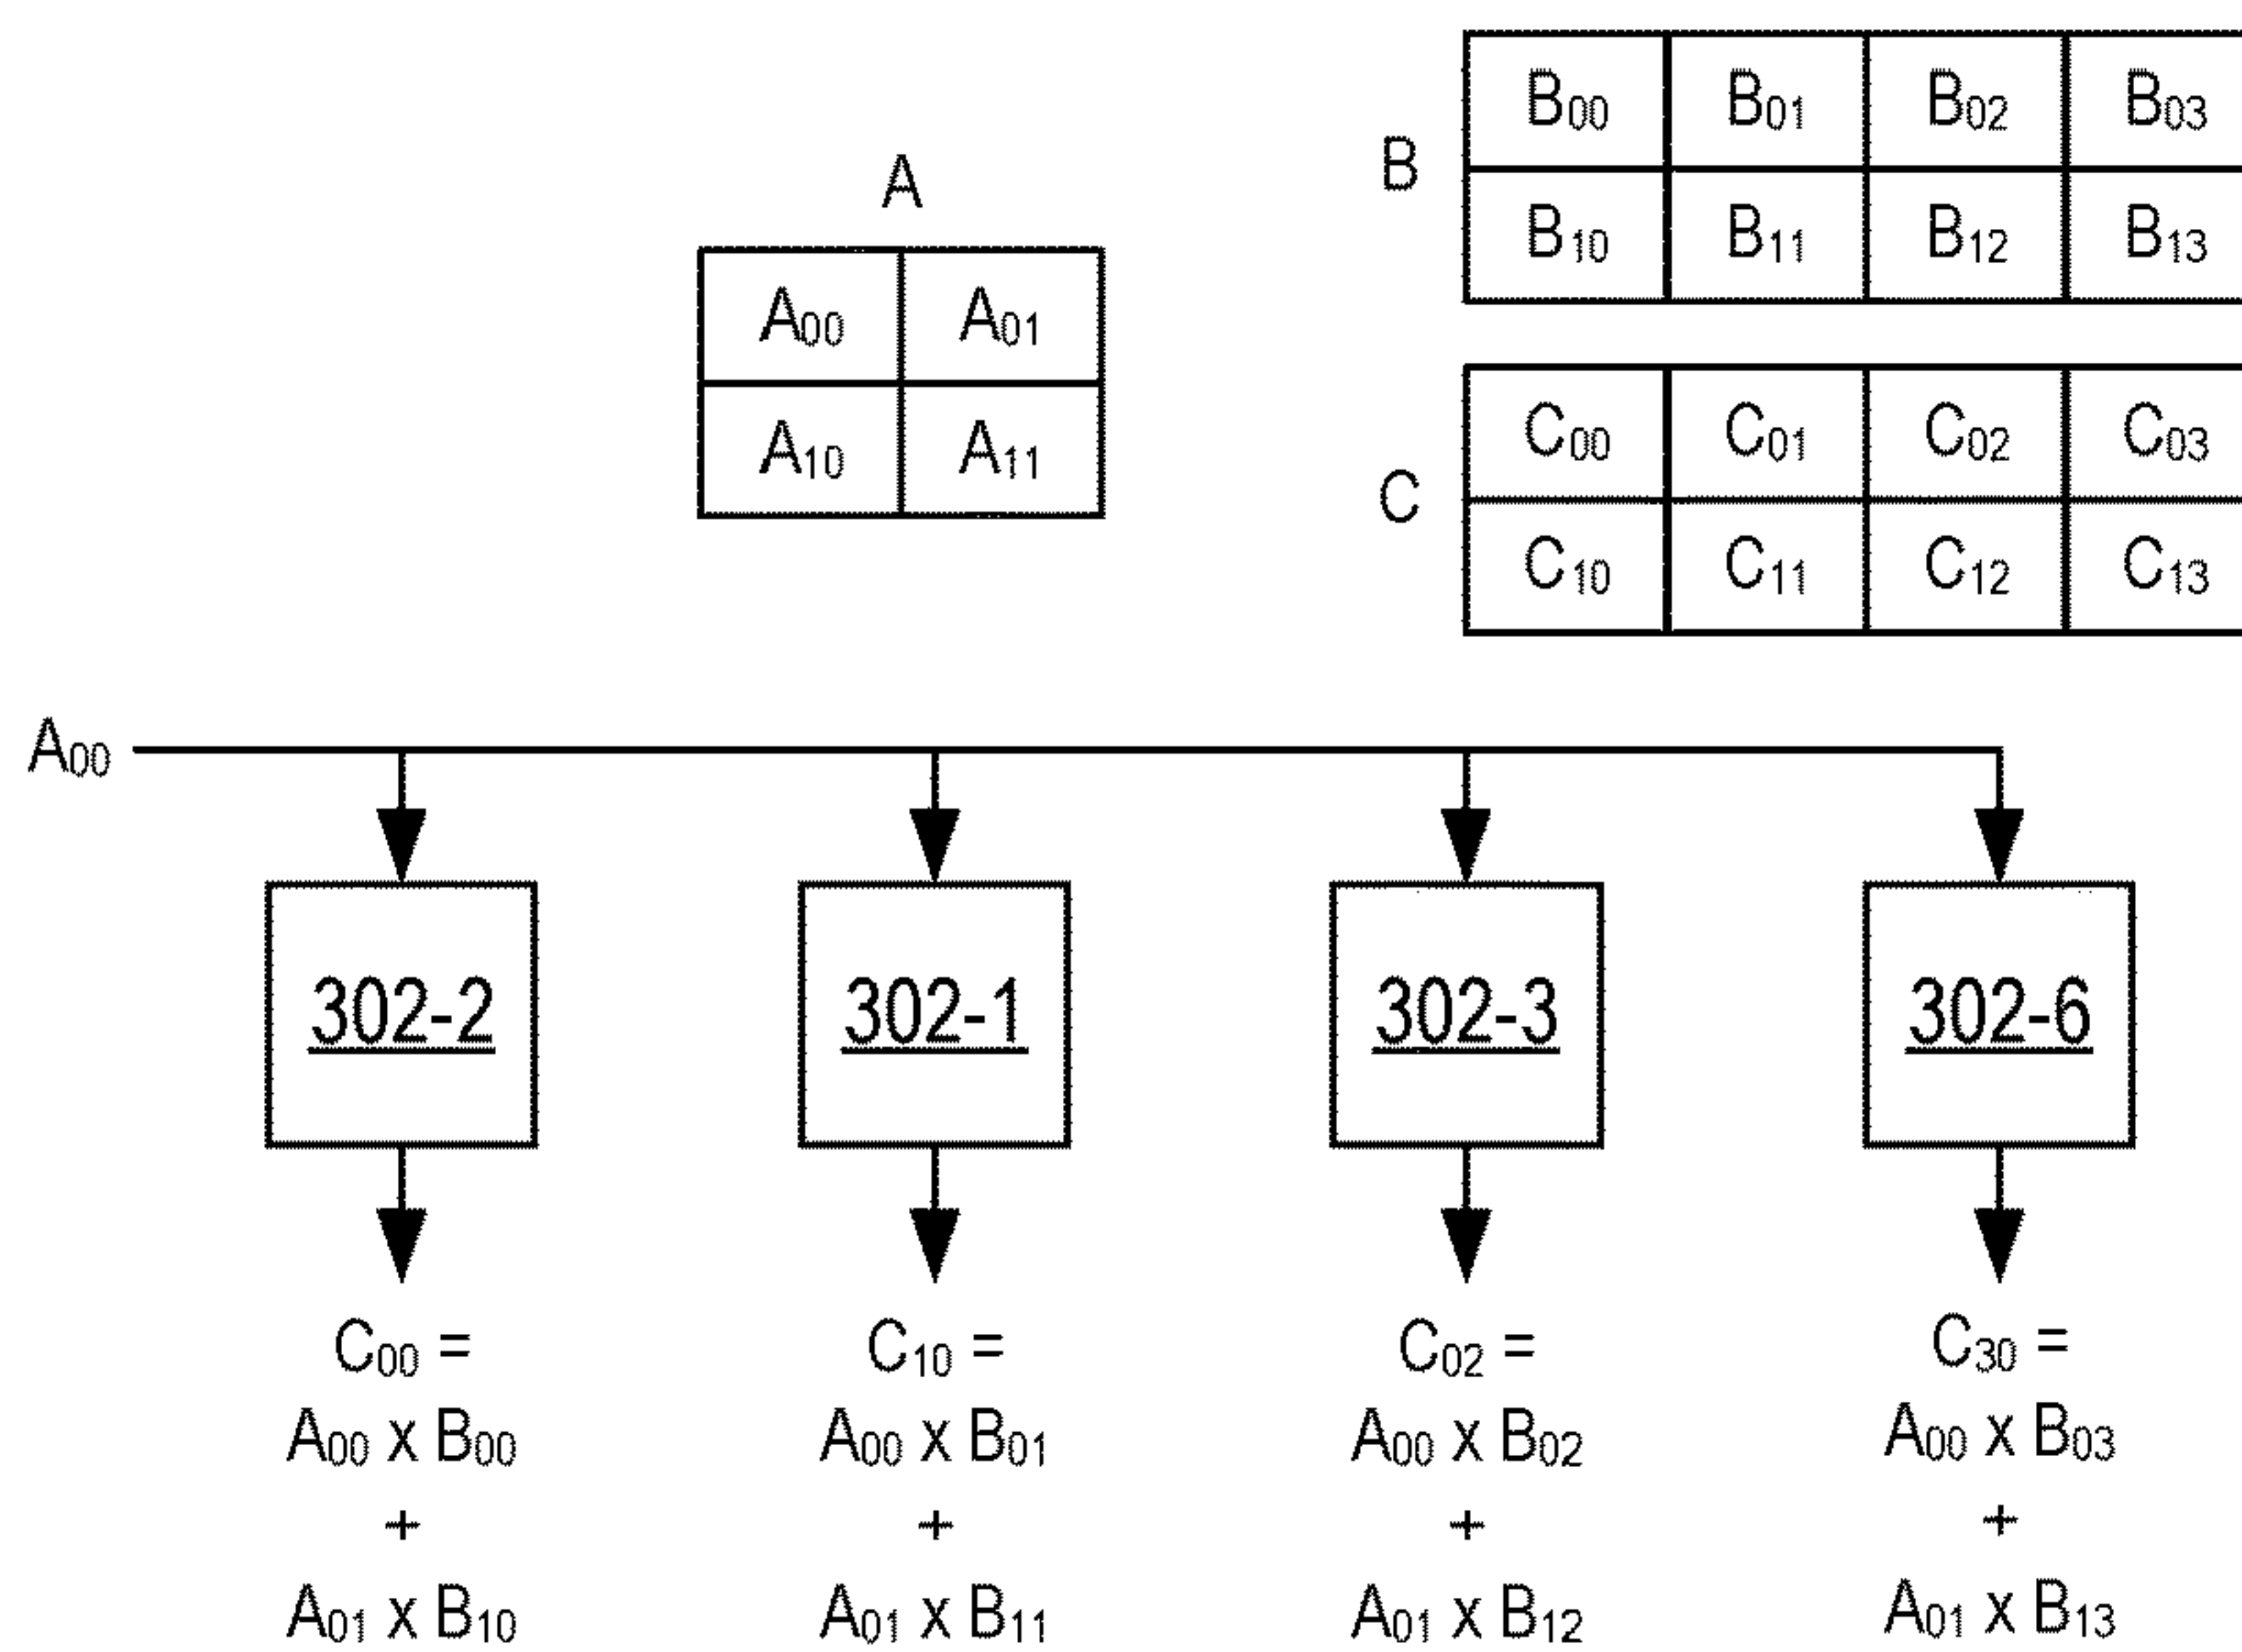 A
A00 A01
A10 A11
B
B00 B01 B02 B03
B10 B11 B12 B13
C
C00 C01 C02 C03
C10 C11 C12 C13
A00
302-2 302-1 302-3 302-6
C00 = C10 = C02 = C30 =
A00 x B00 A00 x B01 A00 x B02 A00 x B03
+ + + +
A01 x B10 A01 x B11 A01 x B12 A01 x B13